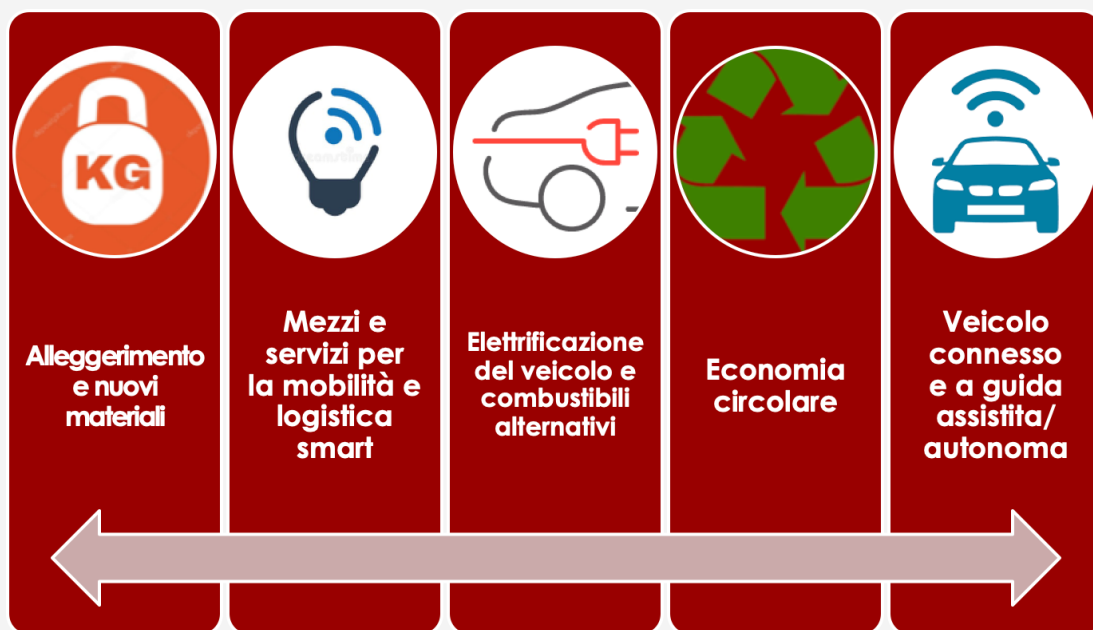 KG
Alleggerimento
e nuovi
materiali
Mezzi e
servizi per
la mobilità e
logistica
smart
Elettrificazione
del veicolo e
combustibili
alternativi
Economia
circolare
Veicolo
connesso
e a guida
assistita/
autonoma